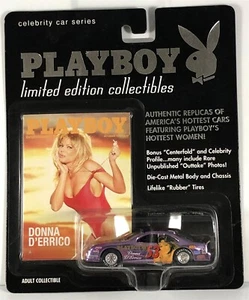 celebrity car series
PLAYBOY
limited edition collectibles
AUTHENTIC REPLICAS OF
AMERICA'S HOTTEST CARS
FEATURING PLAYBOY'S
HOTTEST WOMEN!
Bonus "Centerfold" and Celebrity
Profile...many include Rare
Unpublished "Outtake" Photos!
Die-Cast Metal Body and Chassis
Lifelike "Rubber" Tires
PLAYBOY
DONNA
D'ERRICO
ADULT COLLECTIBLE